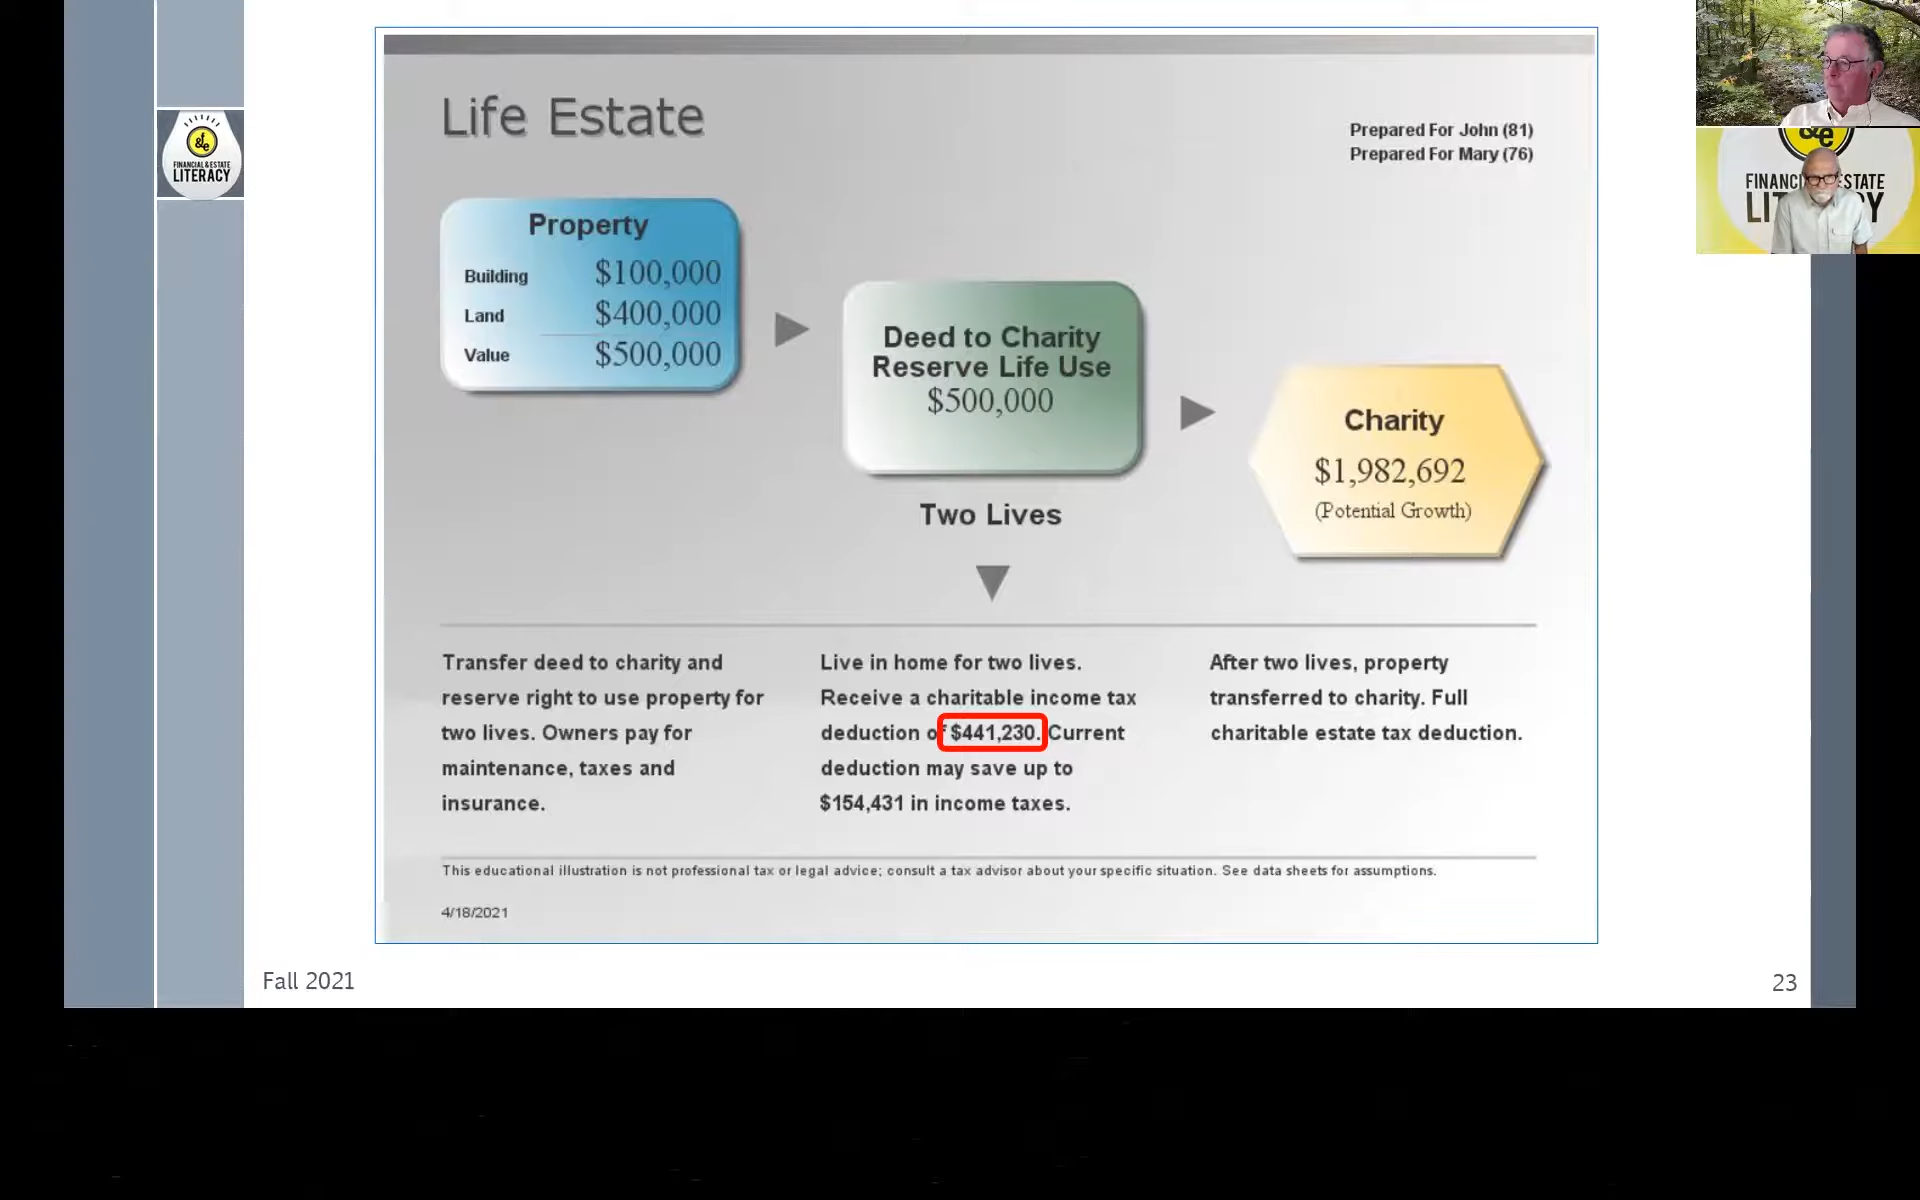 Life Estate
Prepared For John (81)
Prepared For Mary (76)
Property
Building $100,000
Land $400,000
Value $500,000
Deed to Charity
Reserve Life Use
$500,000
Two Lives
Charity
$1,982,692
(Potential Growth)
Transfer deed to charity and
reserve right to use property for
two lives. Owners pay for
maintenance, taxes and
insurance.
Live in home for two lives.
Receive a charitable income tax
deduction of $441,230. Current
deduction may save up to
$154,431 in income taxes.
After two lives, property
transferred to charity. Full
charitable estate tax deduction.
This educational illustration is not professional tax or legal advice; consult a tax advisor about your specific situation. See data sheets for assumptions.
4/18/2021
Fall 2021
23
f&e
FINANCIAL & ESTATE
LITERACY